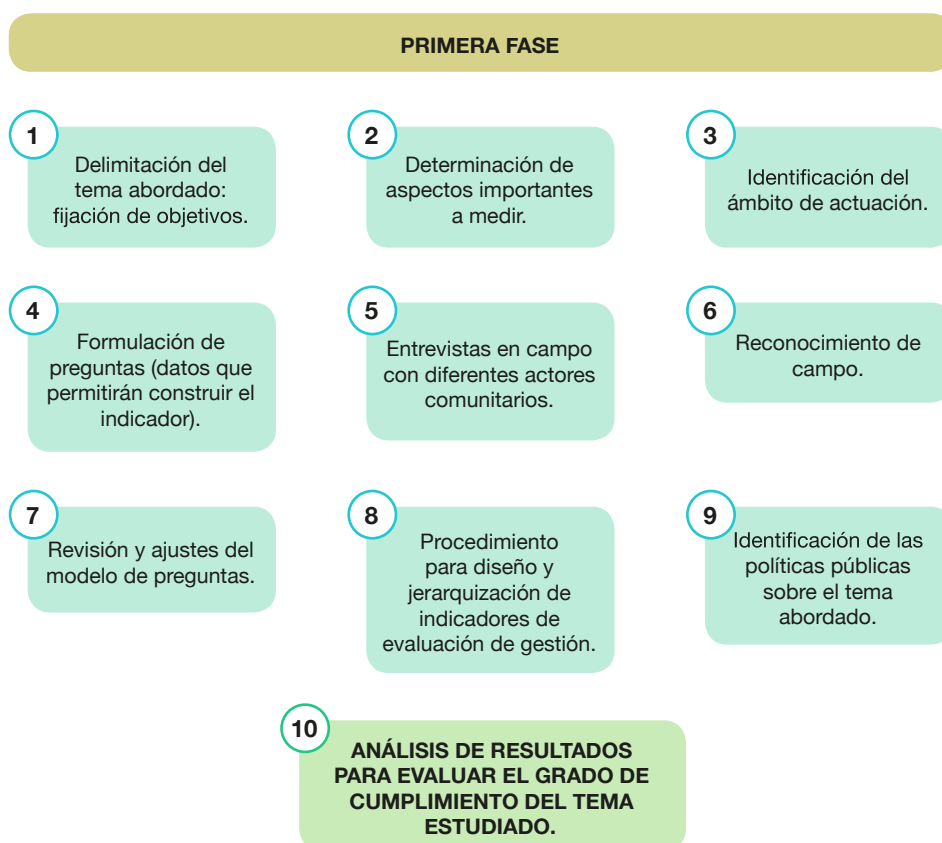 PRIMERA FASE
1
Delimitación del
tema abordado:
fijación de objetivos.
2
Determinación de
aspectos importantes
a medir.
3
Identificación del
ámbito de actuación.
4
Formulación de
preguntas (datos que
permitirán construir el
indicador).
5
Entrevistas en campo
con diferentes actores
comunitarios.
6
Reconocimiento de
campo.
7
Revisión y ajustes del
modelo de preguntas.
8
Procedimiento
para diseño y
jerarquización de
indicadores de
evaluación de gestión.
9
Identificación de las
políticas públicas
sobre el tema
abordado.
10
ANÁLISIS DE RESULTADOS
PARA EVALUAR EL GRADO DE
CUMPLIMIENTO DEL TEMA
ESTUDIADO.